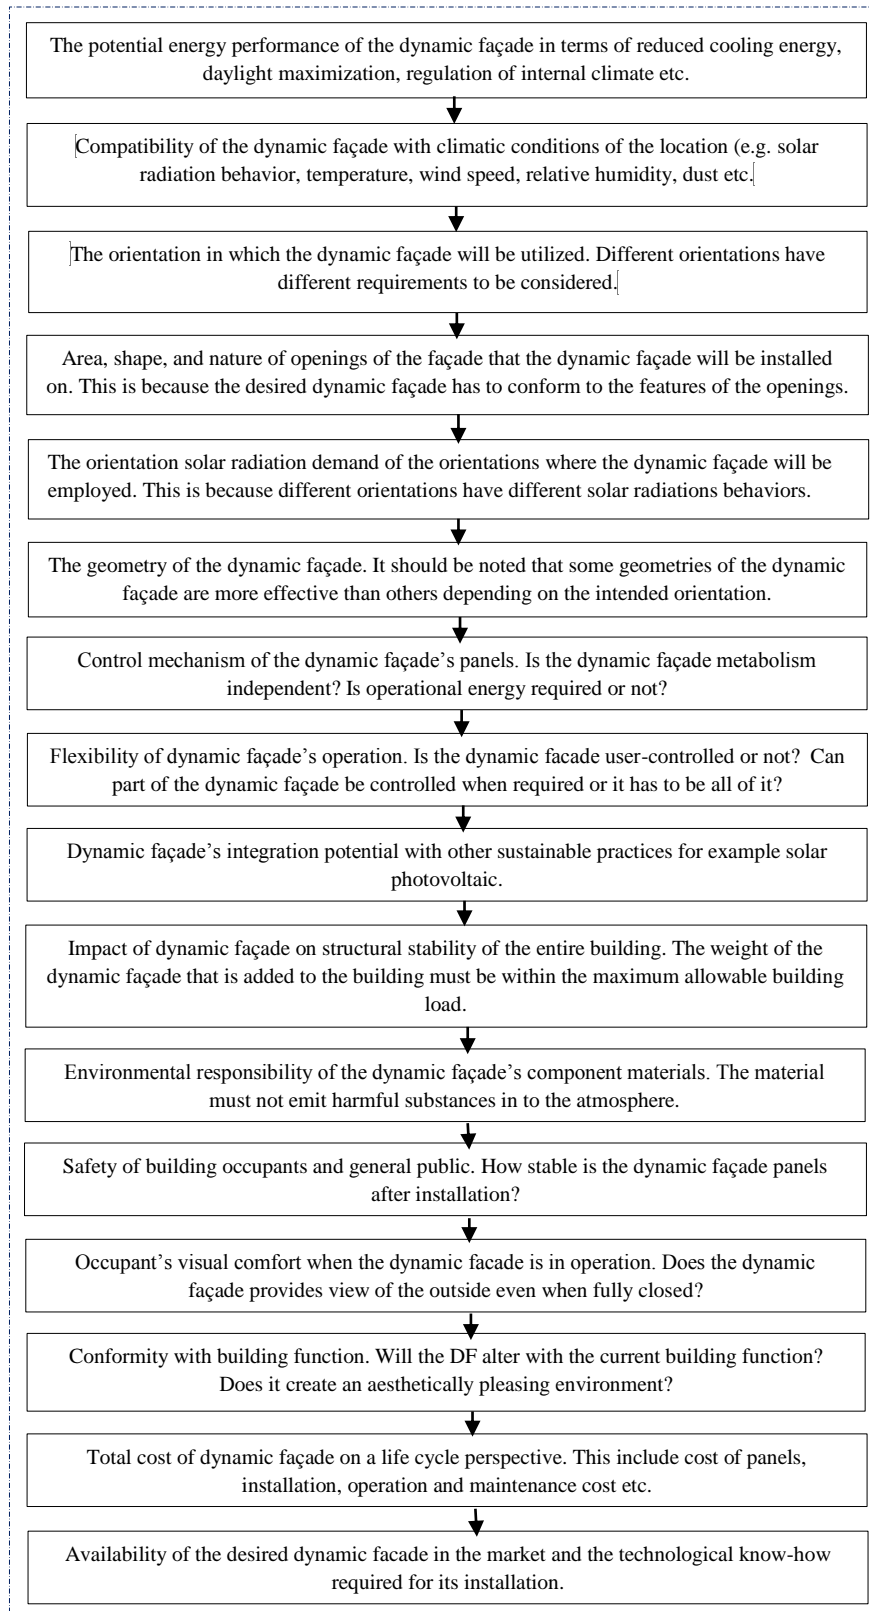 The potential energy performance of the dynamic façade in terms of reduced cooling energy,
daylight maximization, regulation of internal climate etc.
Compatibility of the dynamic façade with climatic conditions of the location (e.g. solar
radiation behavior, temperature, wind speed, relative humidity, dust etc.
The orientation in which the dynamic façade will be utilized. Different orientations have
different requirements to be considered.
Area, shape, and nature of openings of the façade that the dynamic façade will be installed
on. This is because the desired dynamic façade has to conform to the features of the openings.
The orientation solar radiation demand of the orientations where the dynamic façade will be
employed. This is because different orientations have different solar radiations behaviors.
The geometry of the dynamic façade. It should be noted that some geometries of the dynamic
façade are more effective than others depending on the intended orientation.
Control mechanism of the dynamic façade’s panels. Is the dynamic façade metabolism
independent? Is operational energy required or not?
Flexibility of dynamic façade’s operation. Is the dynamic facade user-controlled or not?  Can
part of the dynamic façade be controlled when required or it has to be all of it?
Dynamic façade’s integration potential with other sustainable practices for example solar
photovoltaic.
Impact of dynamic façade on structural stability of the entire building. The weight of the
dynamic façade that is added to the building must be within the maximum allowable building
load.
Environmental responsibility of the dynamic façade’s component materials. The material
must not emit harmful substances in to the atmosphere.
Safety of building occupants and general public. How stable is the dynamic façade panels
after installation?
Occupant’s visual comfort when the dynamic facade is in operation. Does the dynamic
façade provides view of the outside even when fully closed?
Conformity with building function. Will the DF alter with the current building function?
Does it create an aesthetically pleasing environment?
Total cost of dynamic façade on a life cycle perspective. This include cost of panels,
installation, operation and maintenance cost etc.
Availability of the desired dynamic facade in the market and the technological know-how
required for its installation.